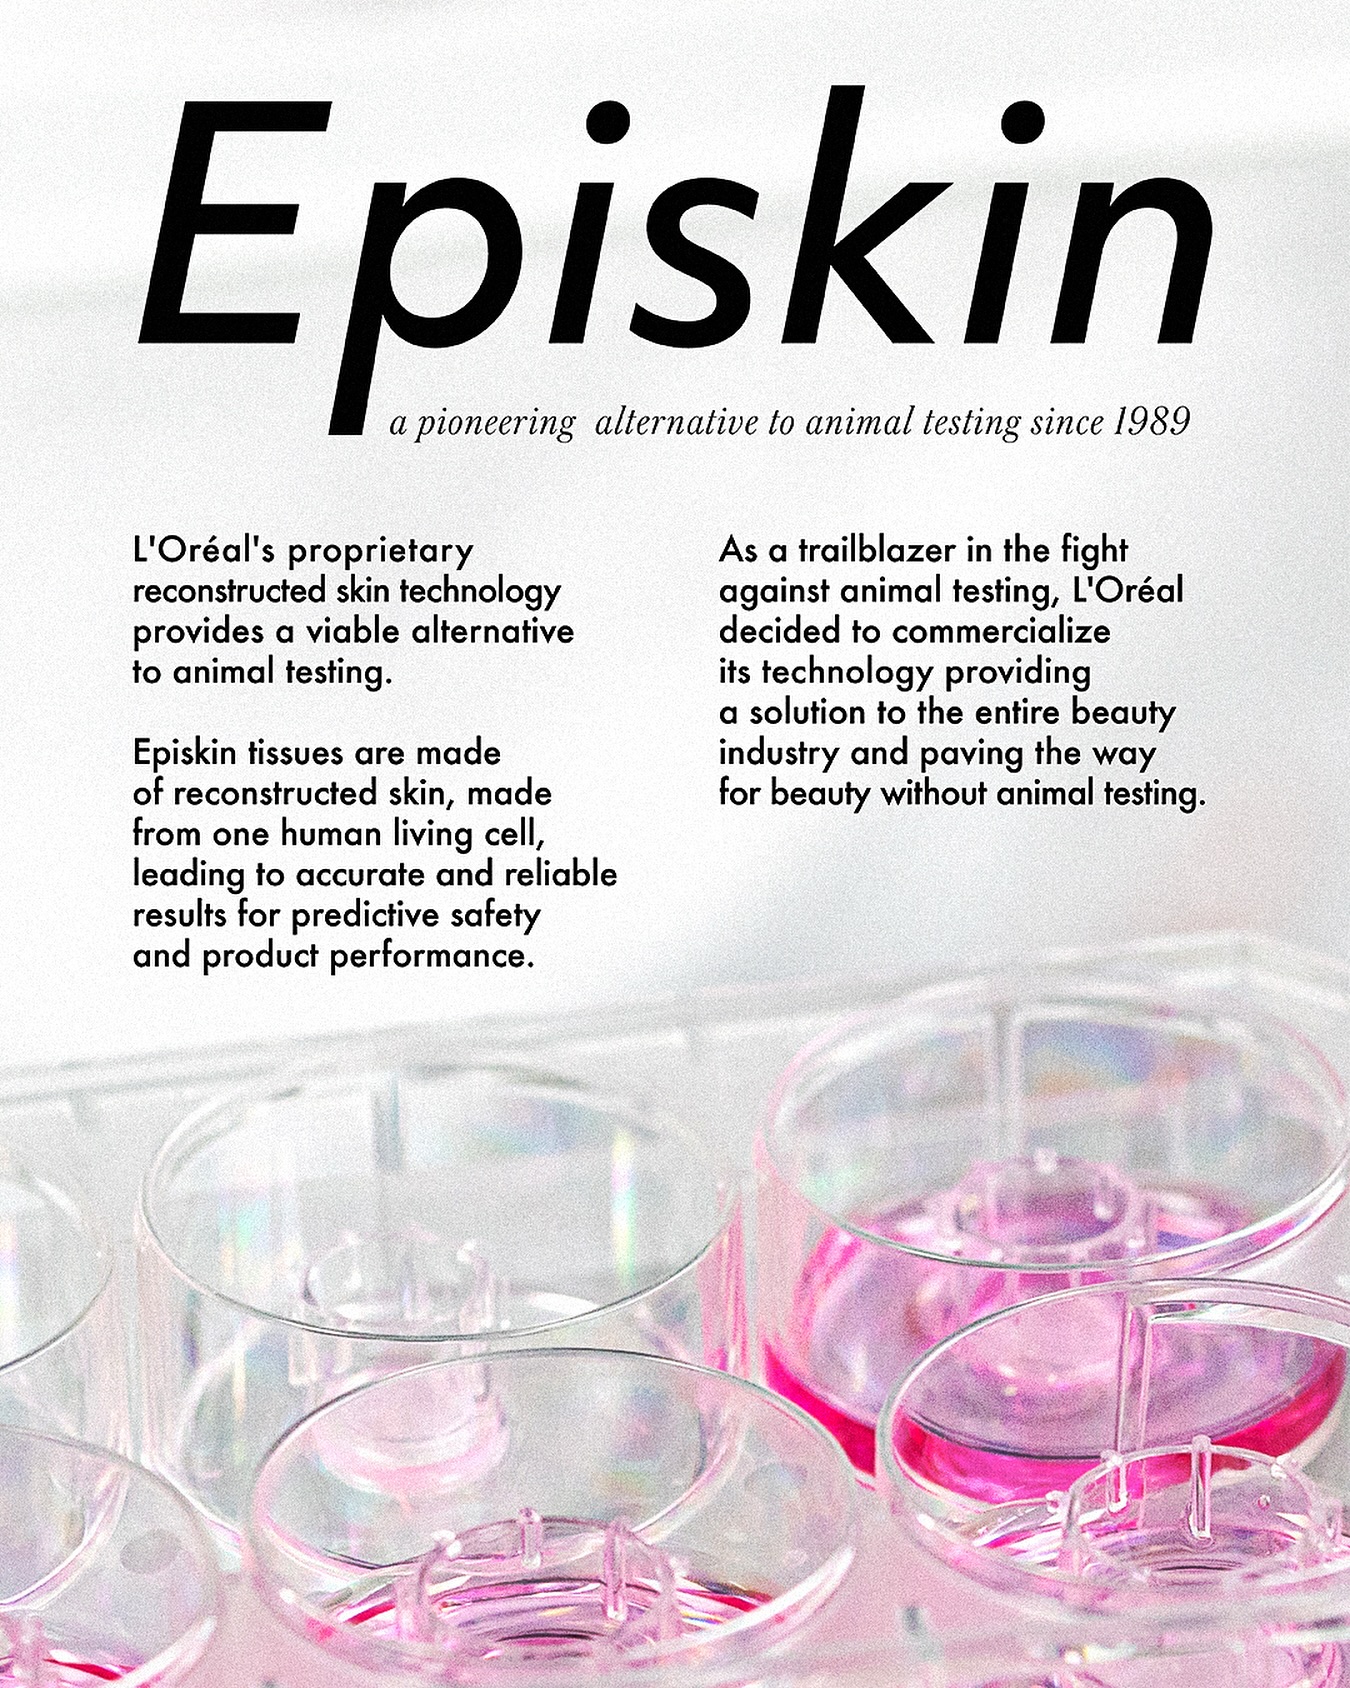 Episkin
a pioneering alternative to animal testing since 1989
L'Oréal's proprietary
reconstructed skin technology
provides a viable alternative
to animal testing.
Episkin tissues are made
of reconstructed skin, made
from one human living cell,
leading to accurate and reliable
results for predictive safety
and product performance.
As a trailblazer in the fight
against animal testing, L'Oréal
decided to commercialize
its technology providing
a solution to the entire beauty
industry and paving the way
for beauty without animal testing.